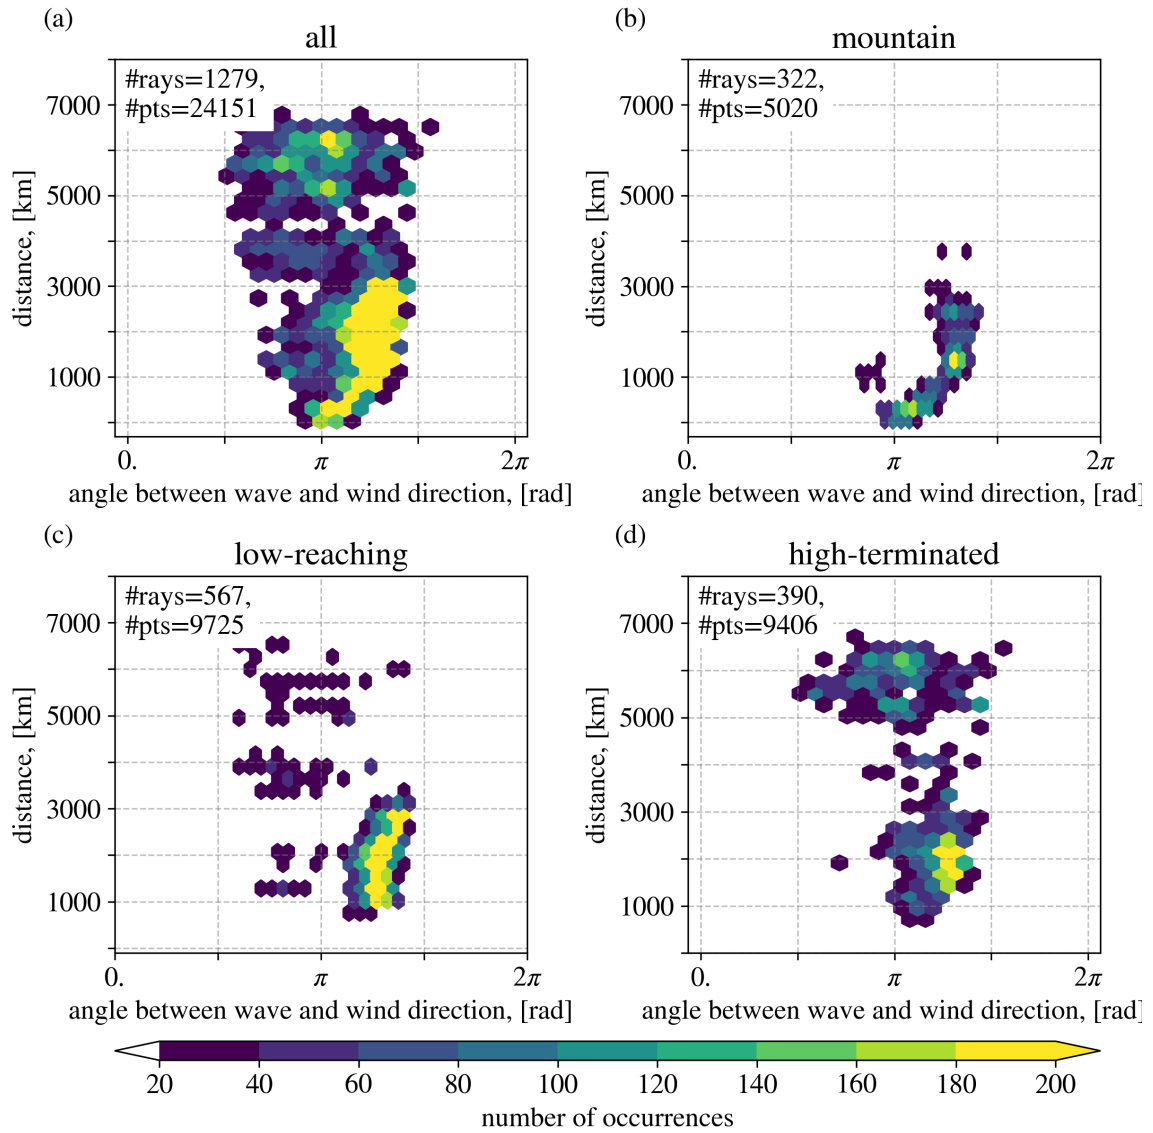 (a)
all
#rays=1279,
#pts=24151
7000
5000
3000
1000
distance, [km]
0.
π
2π
angle between wave and wind direction, [rad]
(b)
mountain
#rays=322,
#pts=5020
7000
5000
3000
1000
distance, [km]
0.
π
2π
angle between wave and wind direction, [rad]
(c)
low-reaching
#rays=567,
#pts=9725
7000
5000
3000
1000
distance, [km]
0.
π
2π
angle between wave and wind direction, [rad]
(d)
high-terminated
#rays=390,
#pts=9406
7000
5000
3000
1000
distance, [km]
0.
π
2π
angle between wave and wind direction, [rad]
20 40 60 80 100 120 140 160 180 200
number of occurrences